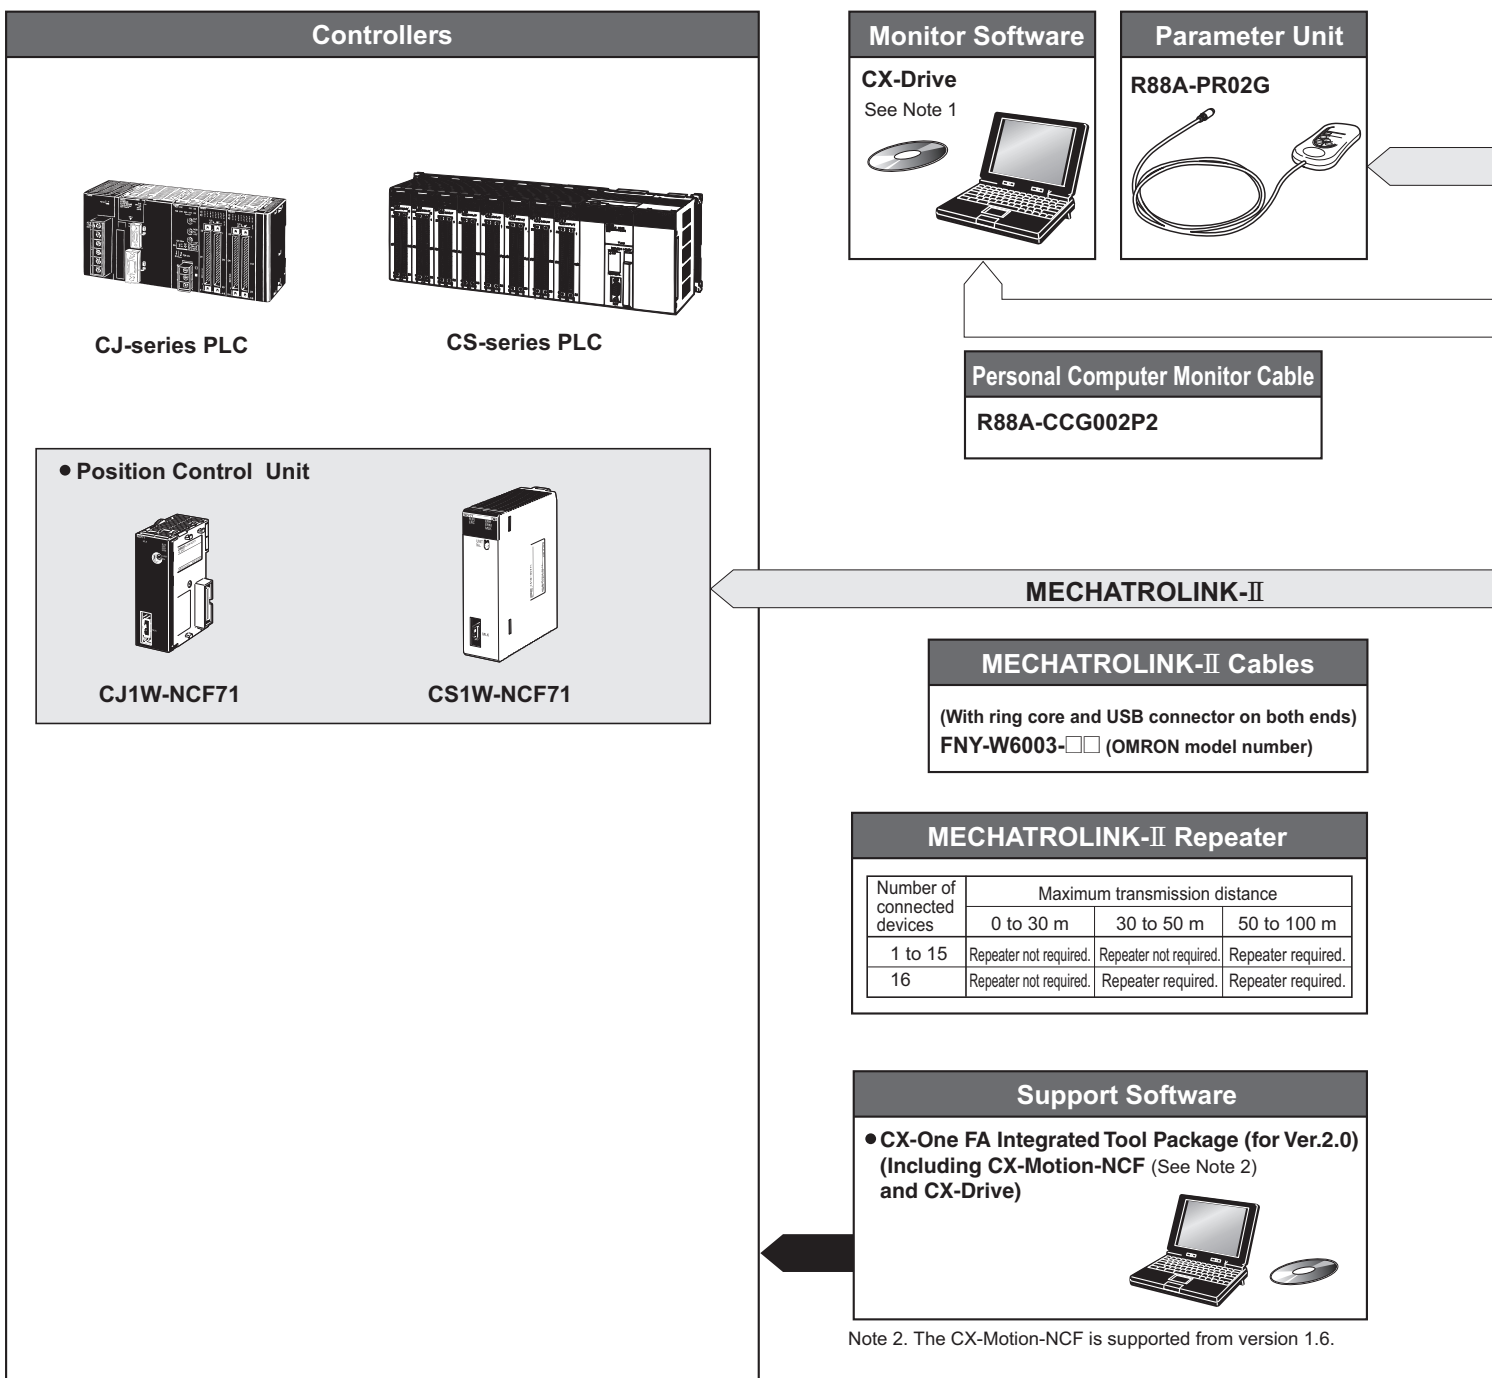 Controllers
CJ-series PLC
CS-series PLC
● Position Control Unit
CJ1W-NCF71
CS1W-NCF71
Monitor Software
CX-Drive
See Note 1
Parameter Unit
R88A-PR02G
Personal Computer Monitor Cable
R88A-CCG002P2
MECHATROLINK-Ⅱ
MECHATROLINK-Ⅱ Cables
(With ring core and USB connector on both ends)
FNY-W6003-□□ (OMRON model number)
MECHATROLINK-Ⅱ Repeater
Number of connected devices
Maximum transmission distance
0 to 30 m 30 to 50 m 50 to 100 m
1 to 15 Repeater not required. Repeater not required. Repeater required.
16 Repeater not required. Repeater required. Repeater required.
Support Software
● CX-One FA Integrated Tool Package (for Ver.2.0)
(Including CX-Motion-NCF (See Note 2)
and CX-Drive)
Note 2. The CX-Motion-NCF is supported from version 1.6.